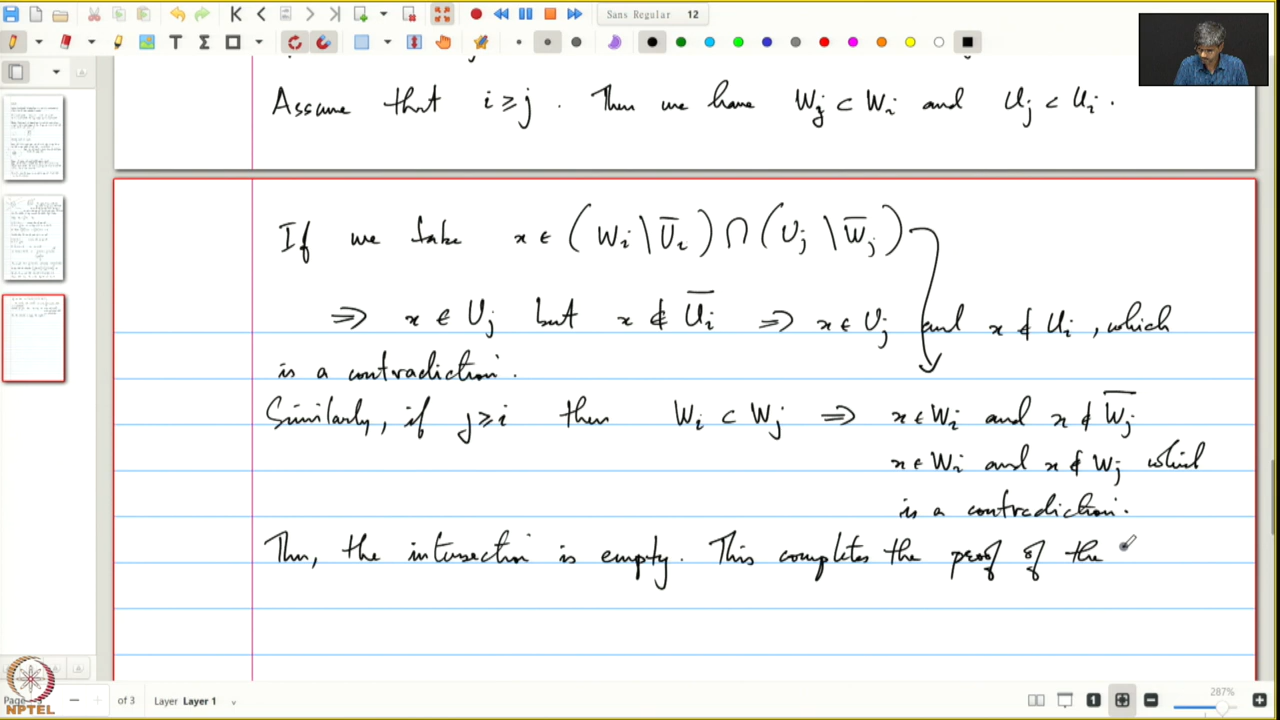 Sans Regular 12
Assume that i ≥ j . Then we have W_j ⊂ W_i and U_j ⊂ U_i .
If we take x ∈ ( W_i \ U̅_i ) ∩ ( U_j \ W̅_j )
⇒ x ∈ U_j but x ∉ U̅_i ⇒ x ∈ U_j and x ∉ U_i , which
is a contradiction .
Similarly, if j ≥ i then W_i ⊂ W_j ⇒ x ∈ W_i and x ∉ W̅_j
x ∈ W_i and x ∉ W_j which
is a contradiction .
Thus, the intersection is empty. This completes the proof of the
NPTEL
Page of 3 Layer Layer 1
287%